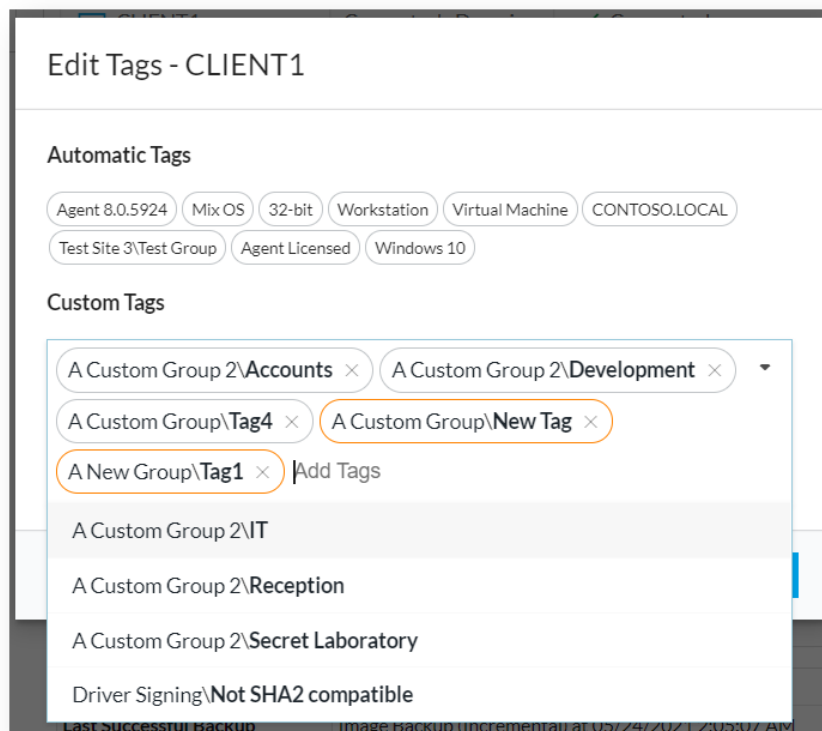 CLIENT1
Edit Tags - CLIENT1
Automatic Tags
Agent 8.0.5924 Mix OS 32-bit Workstation Virtual Machine CONTOSO.LOCAL
Test Site 3\Test Group Agent Licensed Windows 10
Custom Tags
A Custom Group 2\Accounts × A Custom Group 2\Development ×
A Custom Group\Tag4 × A Custom Group\New Tag ×
A New Group\Tag1 × Add Tags
A Custom Group 2\IT
A Custom Group 2\Reception
A Custom Group 2\Secret Laboratory
Driver Signing\Not SHA2 compatible
Last Successful Backup Image Backup (Incremental) at 05/24/2021 2:05:07 AM